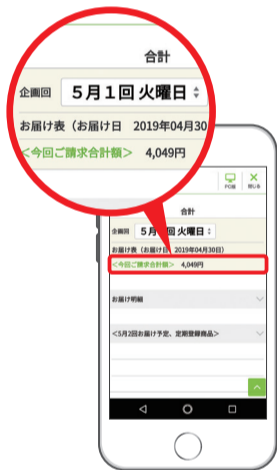 合計
企画回 5月1回 火曜日
お届け表（お届け日 2019年04月30
<今回ご請求合計額> 4,049円
PC版 閉じる
合計
企画回 5月 回 火曜日
お届け表（お届け日 2019年04月30日）
<今回ご請求合計額> 4,049円
お届け明細
<5月2回お届け予定、定期登録商品>